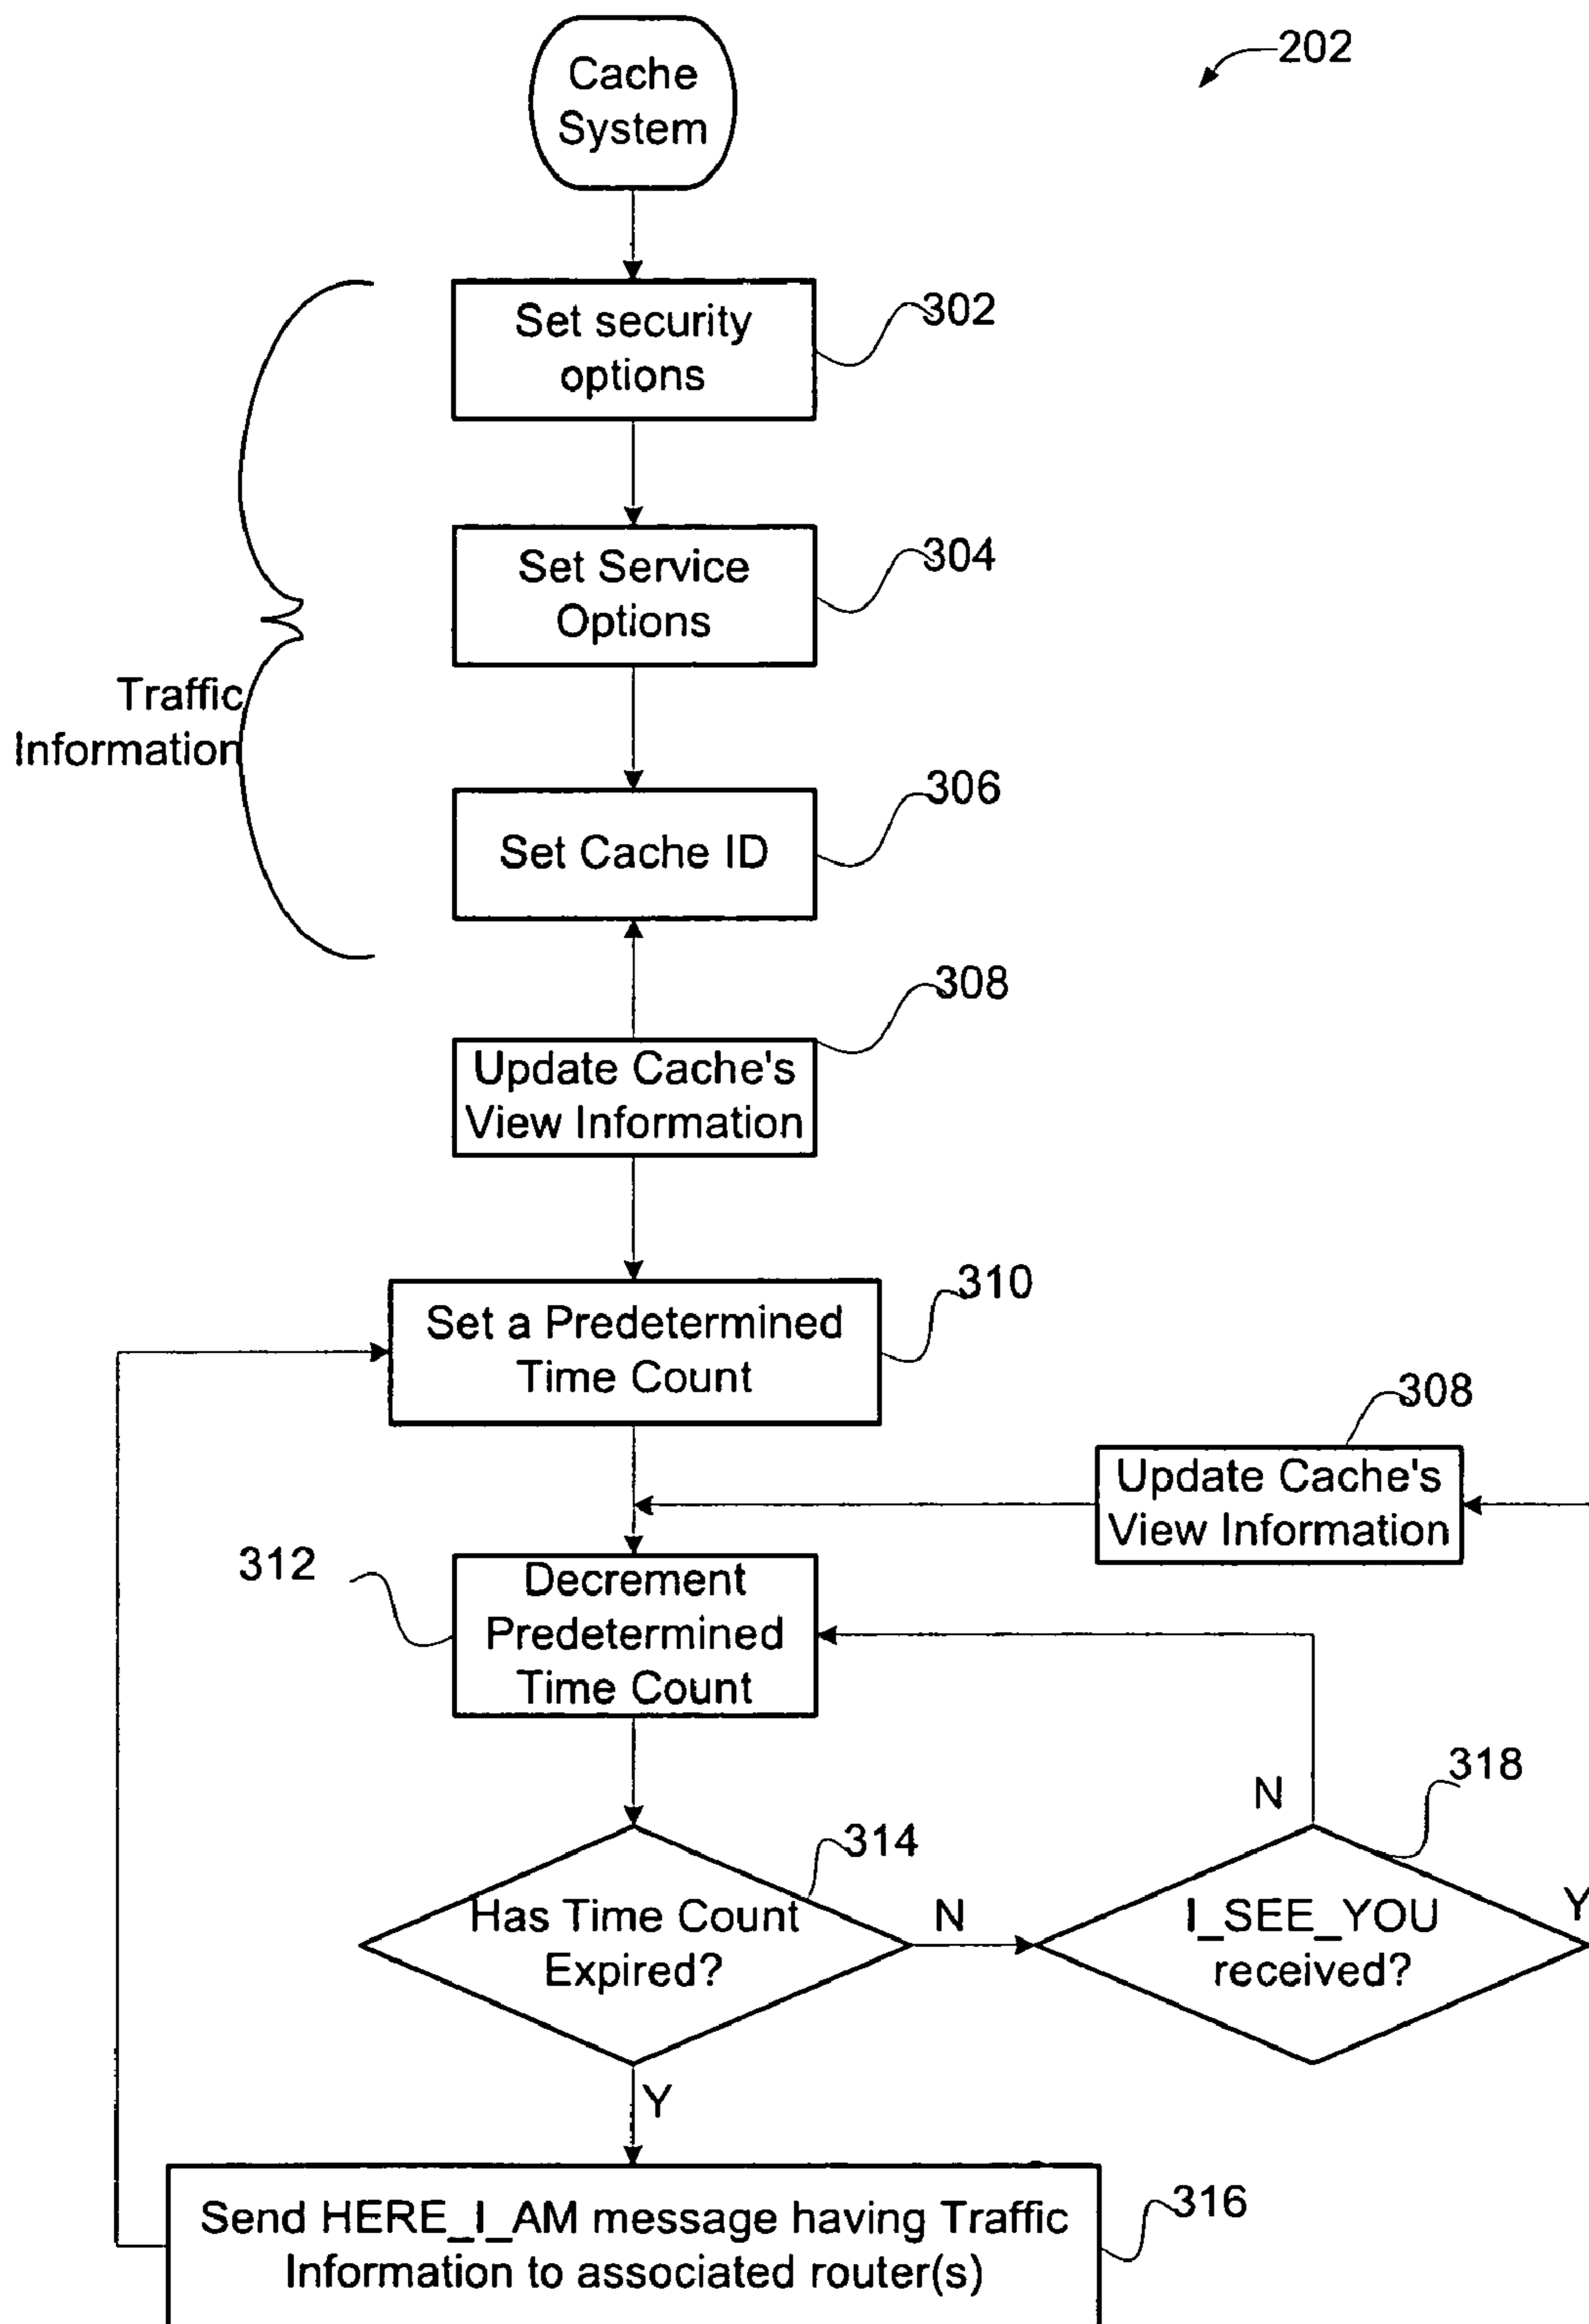 Cache
System
202
Set security
options
302
Set Service
Options
304
Traffic
Information
Set Cache ID
306
Update Cache's
View Information
308
Set a Predetermined
Time Count
310
Update Cache's
View Information
308
Decrement
Predetermined
Time Count
312
Has Time Count
Expired?
314
N
Y
I_SEE_YOU
received?
318
N
Y
Send HERE_I_AM message having Traffic
Information to associated router(s)
316